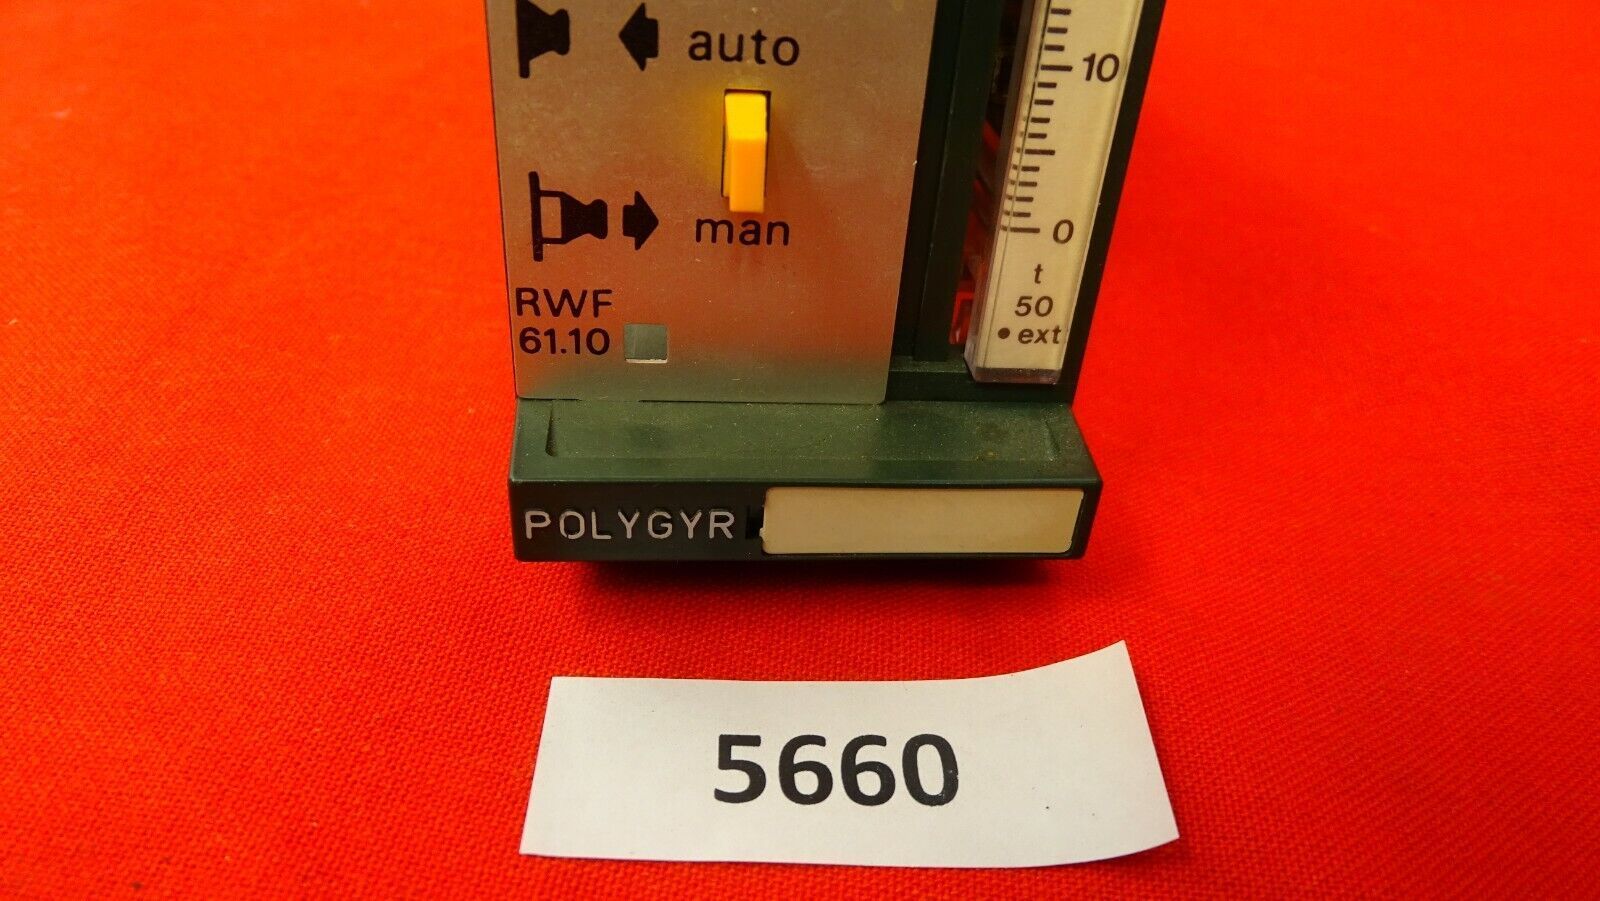 auto
man
RWF
61.10
10
0
t
50
• ext
POLYGYR
5660